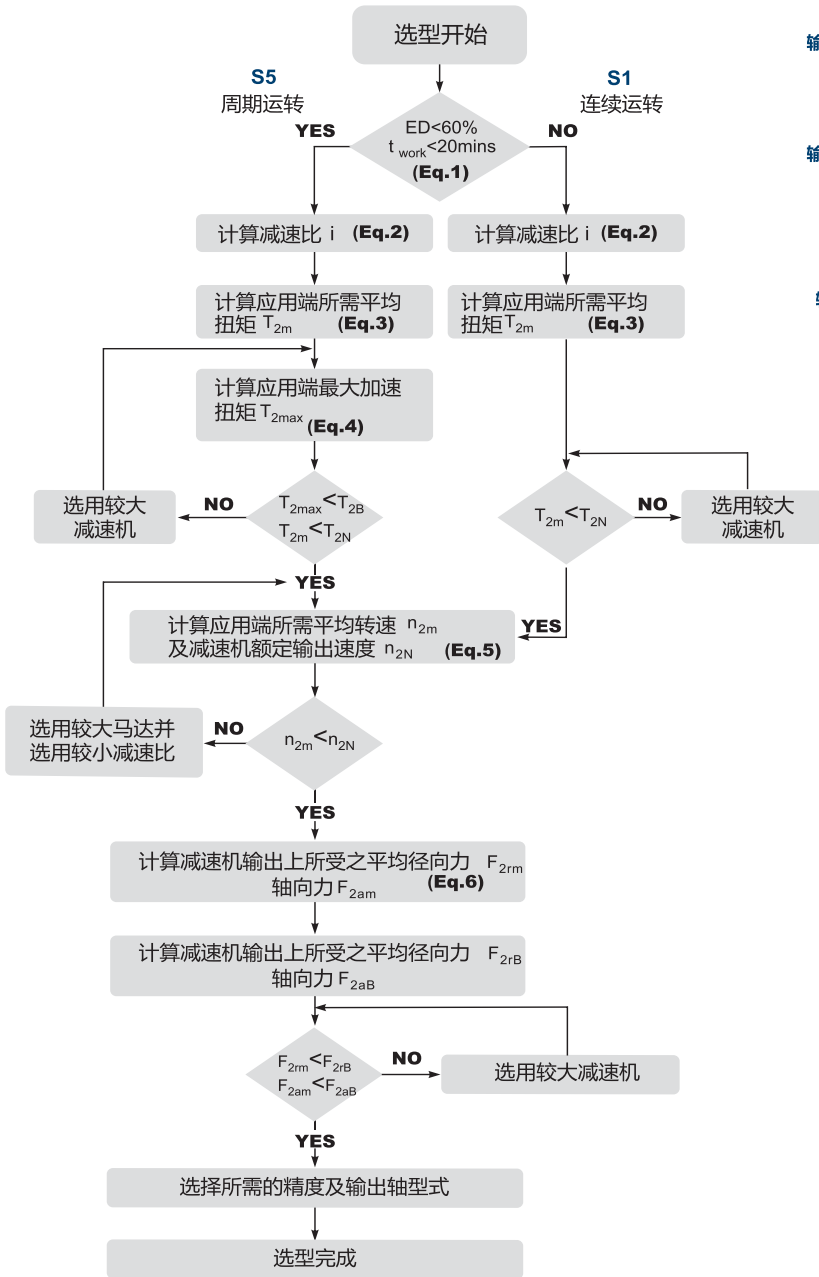 选型开始
S5
周期运转
S1
连续运转
YES
ED<60%
t work<20mins
(Eq.1)
NO
计算减速比 i (Eq.2)
计算减速比 i (Eq.2)
计算应用端所需平均
扭矩 T2m (Eq.3)
计算应用端所需平均
扭矩T2m (Eq.3)
计算应用端最大加速
扭矩 T2max (Eq.4)
选用较大
减速机
NO
T2max<T2B
T2m<T2N
T2m<T2N
NO
选用较大
减速机
YES
YES
计算应用端所需平均转速 n2m
及减速机额定输出速度 n2N (Eq.5)
选用较大马达并
选用较小减速比
NO
n2m<n2N
YES
计算减速机输出上所受之平均径向力 F2rm
轴向力 F2am (Eq.6)
计算减速机输出上所受之平均径向力 F2rB
轴向力 F2aB
F2rm<F2rB
F2am<F2aB
NO
选用较大减速机
YES
选择所需的精度及输出轴型式
选型完成